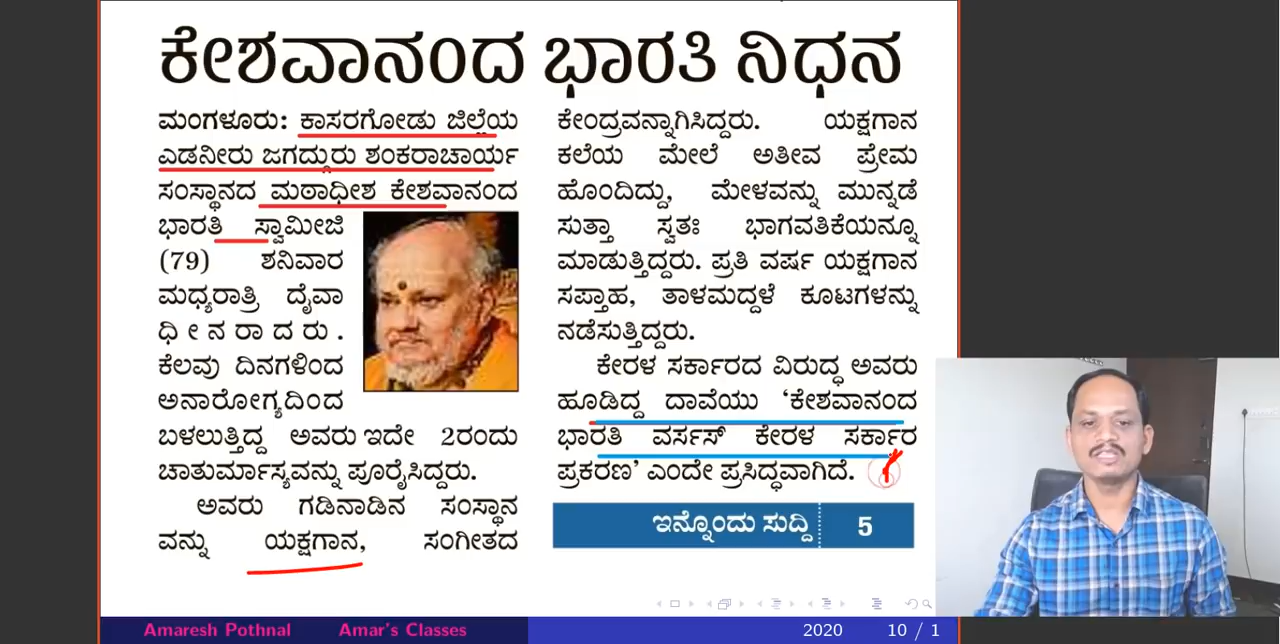 ಕೇಶವಾನಂದ ಭಾರತಿ ನಿಧನ
ಮಂಗಳೂರು: ಕಾಸರಗೋಡು ಜಿಲ್ಲೆಯ
ಎಡನೀರು ಜಗದ್ಗುರು ಶಂಕರಾಚಾರ್ಯ
ಸಂಸ್ಥಾನದ ಮಠಾಧೀಶ ಕೇಶವಾನಂದ
ಭಾರತಿ ಸ್ವಾಮೀಜಿ
(79) ಶನಿವಾರ
ಮಧ್ಯರಾತ್ರಿ ದೈವಾ
ಧೀನರಾದರು.
ಕೆಲವು ದಿನಗಳಿಂದ
ಅನಾರೋಗ್ಯದಿಂದ
ಬಳಲುತ್ತಿದ್ದ ಅವರು ಇದೇ 2ರಂದು
ಚಾತುರ್ಮಾಸ್ಯವನ್ನು ಪೂರೈಸಿದ್ದರು.
ಅವರು ಗಡಿನಾಡಿನ ಸಂಸ್ಥಾನ
ವನ್ನು ಯಕ್ಷಗಾನ, ಸಂಗೀತದ
ಕೇಂದ್ರವನ್ನಾಗಿಸಿದ್ದರು. ಯಕ್ಷಗಾನ
ಕಲೆಯ ಮೇಲೆ ಅತೀವ ಪ್ರೇಮ
ಹೊಂದಿದ್ದು, ಮೇಳವನ್ನು ಮುನ್ನಡೆ
ಸುತ್ತಾ ಸ್ವತಃ ಭಾಗವತಿಕೆಯನ್ನೂ
ಮಾಡುತ್ತಿದ್ದರು. ಪ್ರತಿ ವರ್ಷ ಯಕ್ಷಗಾನ
ಸಪ್ತಾಹ, ತಾಳಮದ್ದಳೆ ಕೂಟಗಳನ್ನು
ನಡೆಸುತ್ತಿದ್ದರು.
ಕೇರಳ ಸರ್ಕಾರದ ವಿರುದ್ಧ ಅವರು
ಹೂಡಿದ್ದ ದಾವೆಯು ‘ಕೇಶವಾನಂದ
ಭಾರತಿ ವರ್ಸಸ್ ಕೇರಳ ಸರ್ಕಾರ
ಪ್ರಕರಣ’ ಎಂದೇ ಪ್ರಸಿದ್ಧವಾಗಿದೆ.
ಇನ್ನೊಂದು ಸುದ್ದಿ 5
Amaresh Pothnal Amar's Classes 2020 10 / 1